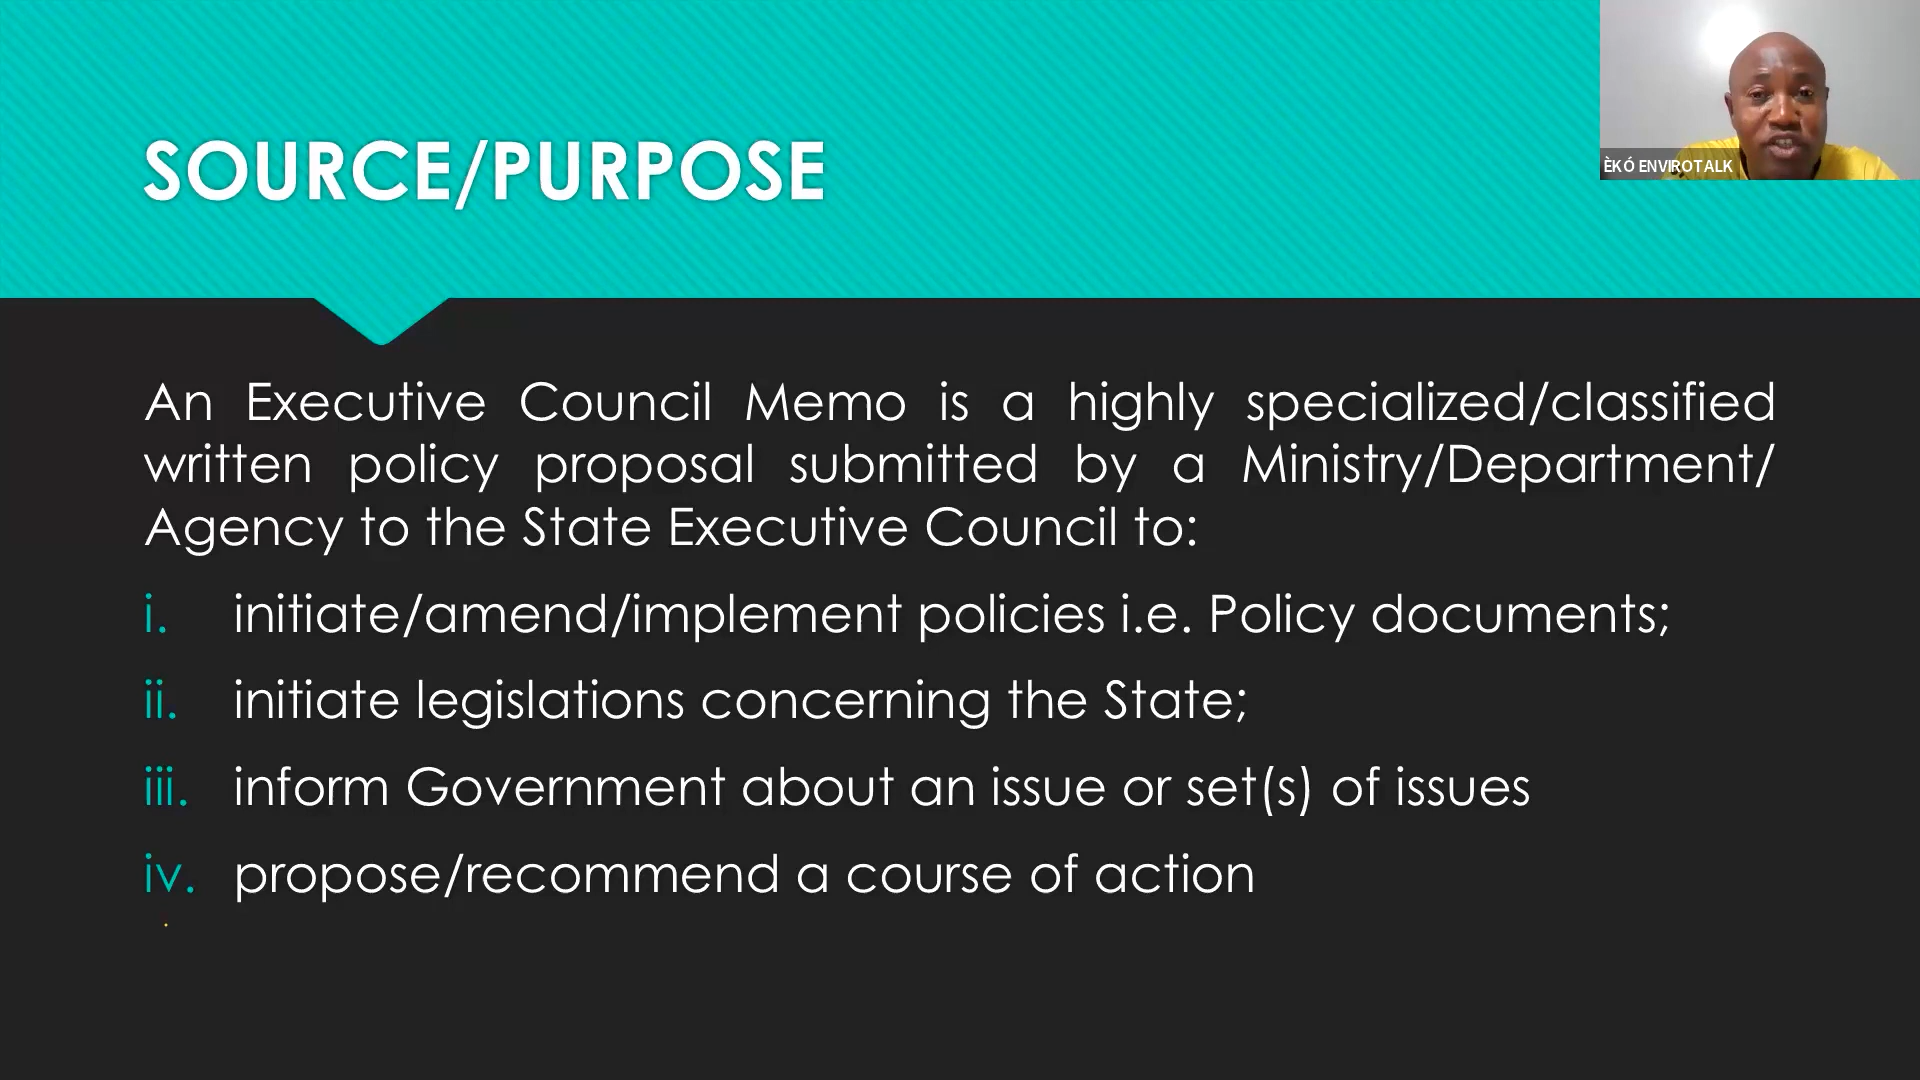 SOURCE/PURPOSE
ÈKÓ ENVIROTALK
An Executive Council Memo is a highly specialized/classified
written policy proposal submitted by a Ministry/Department/
Agency to the State Executive Council to:
i. initiate/amend/implement policies i.e. Policy documents;
ii. initiate legislations concerning the State;
iii. inform Government about an issue or set(s) of issues
iv. propose/recommend a course of action